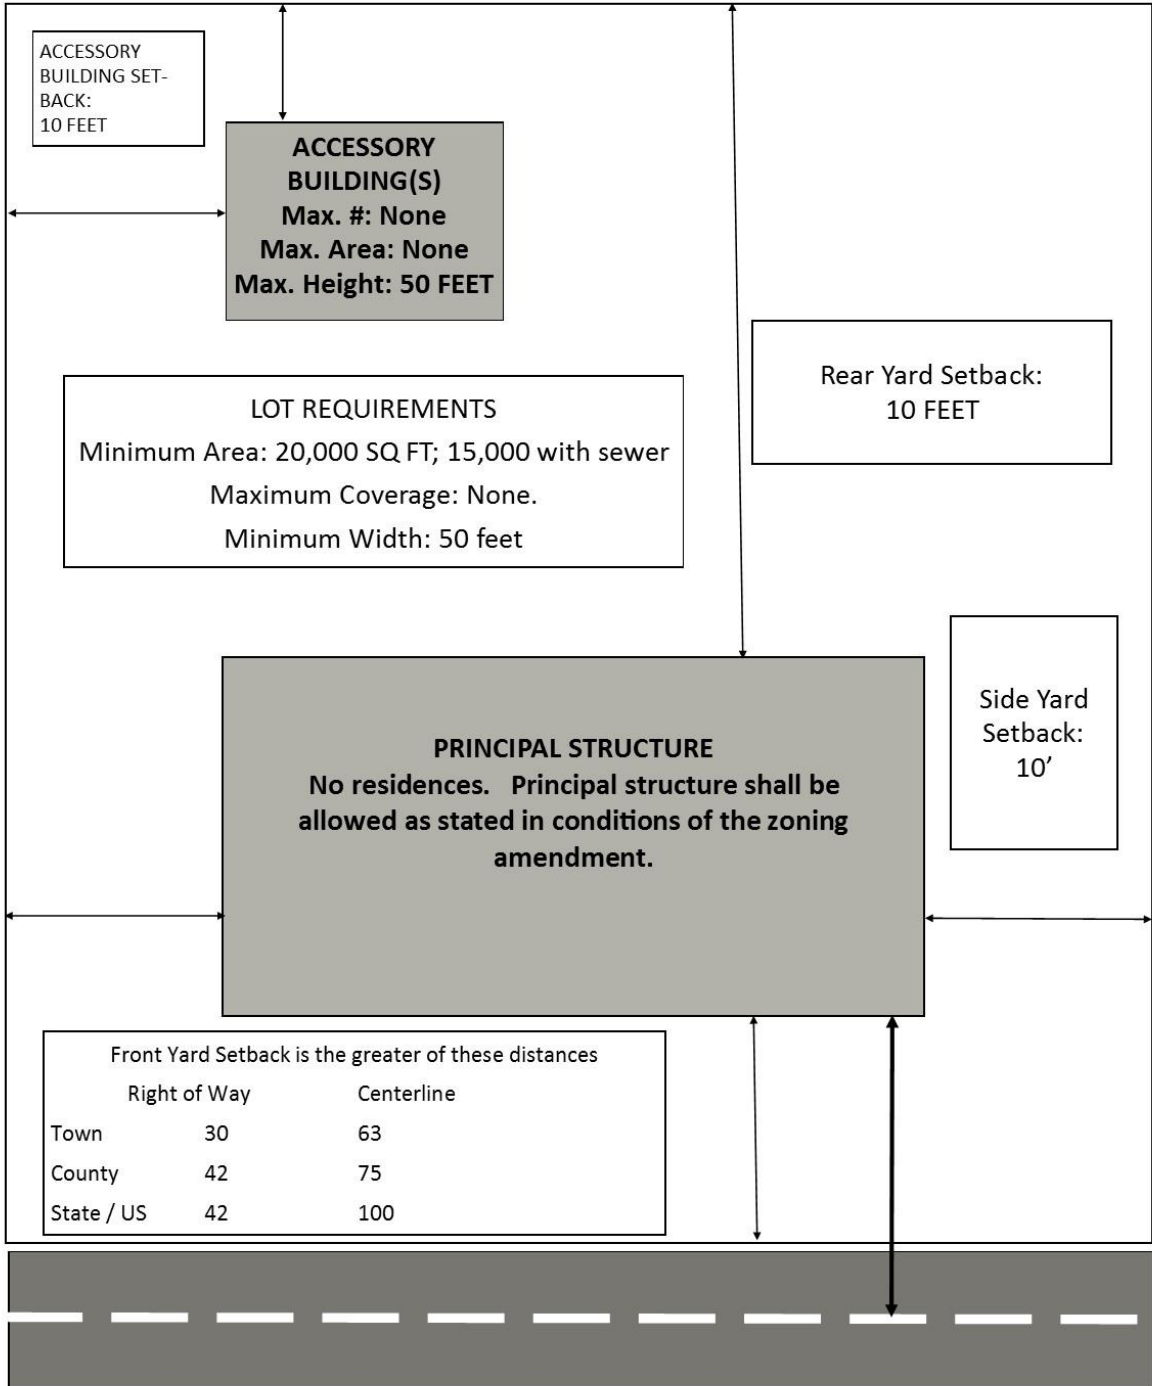 ACCESSORY
BUILDING SET-
BACK:
10 FEET
ACCESSORY
BUILDING(S)
Max. #: None
Max. Area: None
Max. Height: 50 FEET
Rear Yard Setback:
10 FEET
LOT REQUIREMENTS
Minimum Area: 20,000 SQ FT; 15,000 with sewer
Maximum Coverage: None.
Minimum Width: 50 feet
Side Yard
Setback:
10’
PRINCIPAL STRUCTURE
No residences. Principal structure shall be
allowed as stated in conditions of the zoning
amendment.
Front Yard Setback is the greater of these distances
Right of Way Centerline
Town 30 63
County 42 75
State / US 42 100